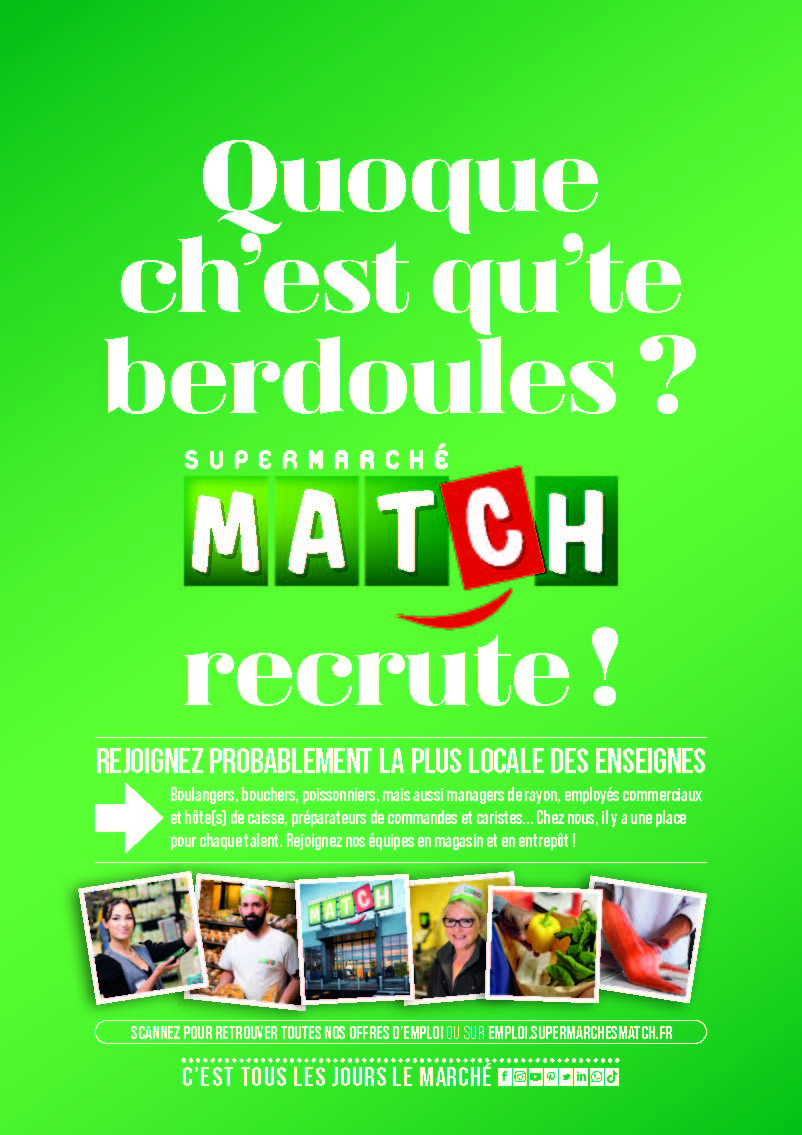 Quoque
ch'est qu'te
berdoules ?
SUPERMARCHÉ
MATCH
recrute !
REJOIGNEZ PROBABLEMENT LA PLUS LOCALE DES ENSEIGNES
Boulangers, bouchers, poissonniers, mais aussi managers de rayon, employés commerciaux
et hôte(s) de caisse, préparateurs de commandes et caristes... Chez nous, il y a une place
pour chaque talent. Rejoignez nos équipes en magasin et en entrepôt !
MATCH
SCANNEZ POUR RETROUVER TOUTES NOS OFFRES D'EMPLOI OU SUR EMPLOI.SUPERMARCHESMATCH.FR
C'EST TOUS LES JOURS LE MARCHÉ